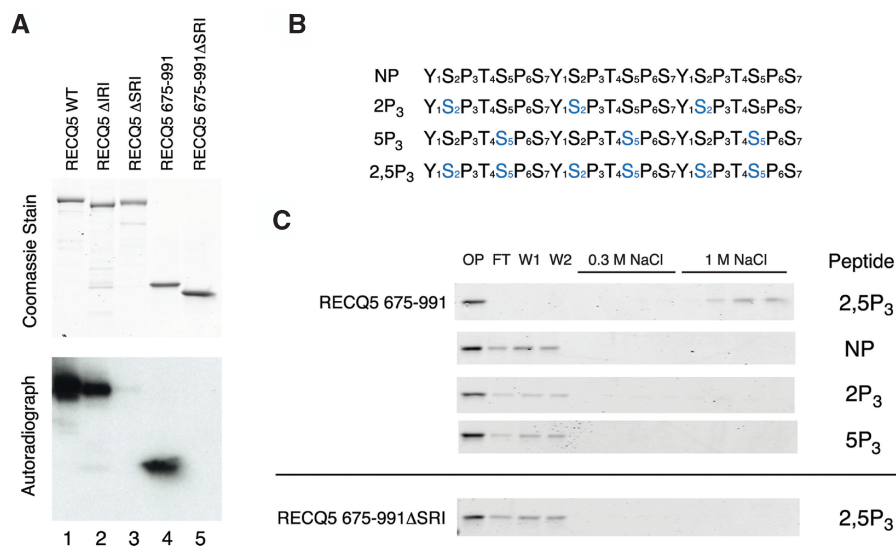 A
RECQ5 WT
RECQ5 ΔIRI
RECQ5 ΔSRI
RECQ5 675-991
RECQ5 675-991ΔSRI
Coomassie Stain
Autoradiograph
1 2 3 4 5
B
NP Y₁S₂P₃T₄S₅P₆S₇Y₁S₂P₃T₄S₅P₆S₇Y₁S₂P₃T₄S₅P₆S₇
2P₃ Y₁S₂P₃T₄S₅P₆S₇Y₁S₂P₃T₄S₅P₆S₇Y₁S₂P₃T₄S₅P₆S₇
5P₃ Y₁S₂P₃T₄S₅P₆S₇Y₁S₂P₃T₄S₅P₆S₇Y₁S₂P₃T₄S₅P₆S₇
2,5P₃ Y₁S₂P₃T₄S₅P₆S₇Y₁S₂P₃T₄S₅P₆S₇Y₁S₂P₃T₄S₅P₆S₇
C
OP FT W1 W2 0.3 M NaCl 1 M NaCl Peptide
RECQ5 675-991 2,5P₃
NP
2P₃
5P₃
RECQ5 675-991ΔSRI 2,5P₃